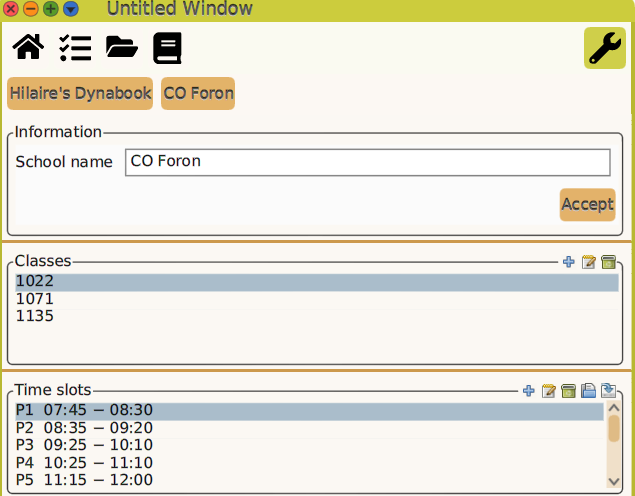 Untitled Window
Hilaire's Dynabook CO Foron
Information
School name CO Foron
Accept
Classes
1022
1071
1135
Time slots
P1 07:45 – 08:30
P2 08:35 – 09:20
P3 09:25 – 10:10
P4 10:25 – 11:10
P5 11:15 – 12:00